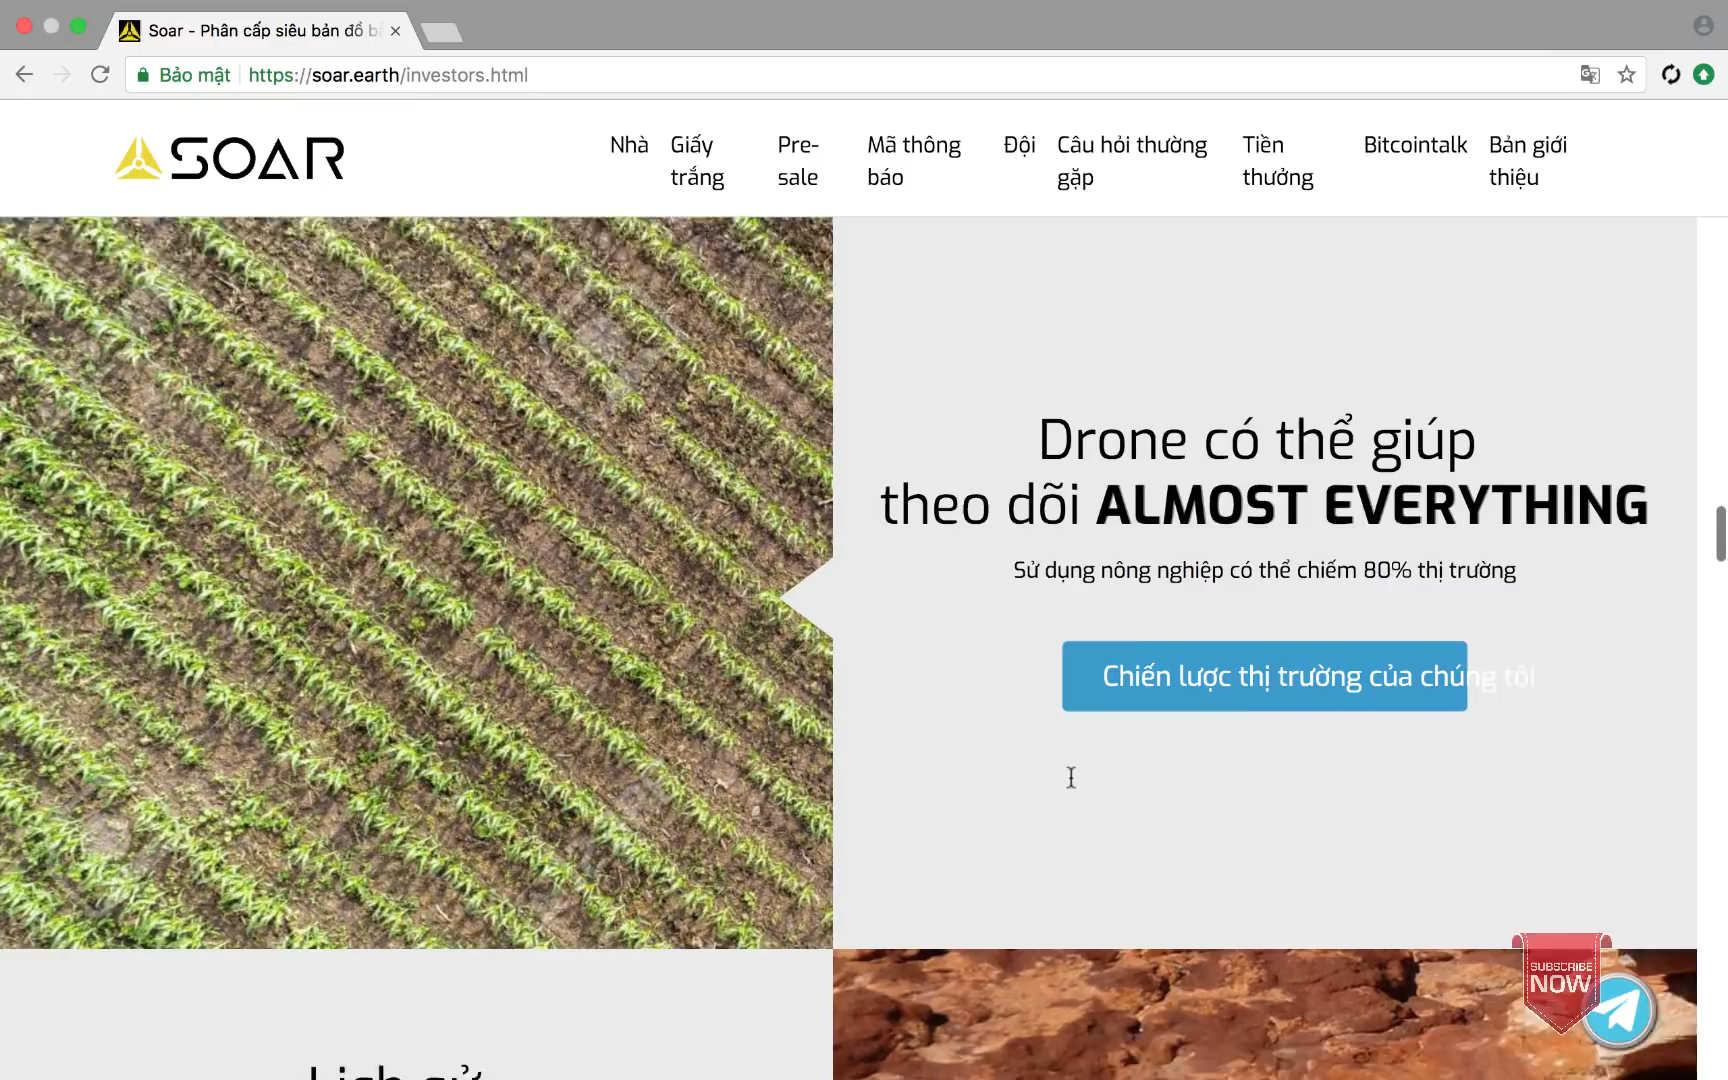 Soar - Phân cấp siêu bản đồ
Bảo mật
https://soar.earth/investors.html
SOAR
Nhà
Giấy trắng
Pre-sale
Mã thông báo
Đội
Câu hỏi thường gặp
Tiền thưởng
Bitcointalk
Bản giới thiệu
Drone có thể giúp
theo dõi ALMOST EVERYTHING
Sử dụng nông nghiệp có thể chiếm 80% thị trường
Chiến lược thị trường của chúng tôi
SUBSCRIBE
NOW
Lịch sử